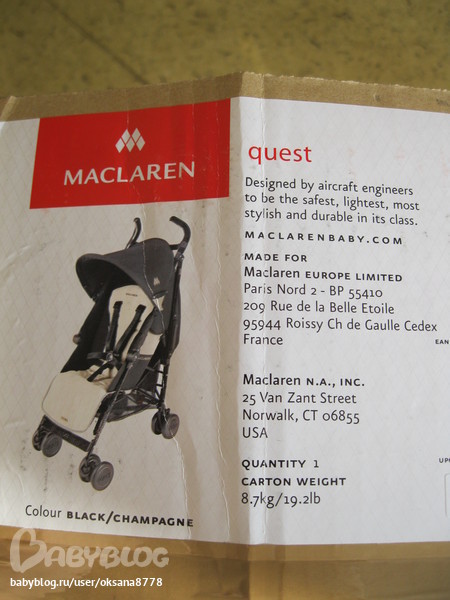 MACLAREN
quest
Designed by aircraft engineers
to be the safest, lightest, most
stylish and durable in its class.
MACLARENBABY.COM
MADE FOR
Maclaren EUROPE LIMITED
Paris Nord 2 - BP 55410
209 Rue de la Belle Etoile
95944 Roissy Ch de Gaulle Cedex
France
EAN
Maclaren N.A., INC.
25 Van Zant Street
Norwalk, CT 06855
USA
UP
QUANTITY 1
CARTON WEIGHT
8.7kg/19.2lb
Colour BLACK/CHAMPAGNE
BABYBLOG
babyblog.ru/user/oksana8778